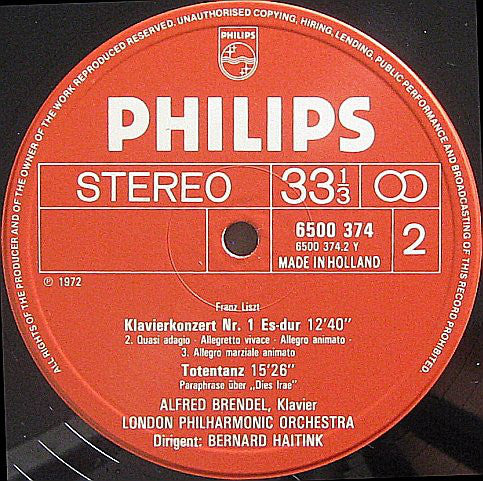 ALL RIGHTS OF THE PRODUCER AND OF THE OWNER OF THE WORK REPRODUCED RESERVED. UNAUTHORISED COPYING, HIRING, LENDING, PUBLIC PERFORMANCE AND BROADCASTING OF THIS RECORD PROHIBITED
PHILIPS
PHILIPS
STEREO 33 1/3
6500 374
6500 374.2 Y 2
MADE IN HOLLAND
℗ 1972
Franz Liszt
Klavierkonzert Nr. 1 Es-dur 12'40"
2. Quasi adagio - Allegretto vivace - Allegro animato -
3. Allegro marziale animato
Totentanz 15'26"
Paraphrase über „Dies Irae"
ALFRED BRENDEL, Klavier
LONDON PHILHARMONIC ORCHESTRA
Dirigent: BERNARD HAITINK